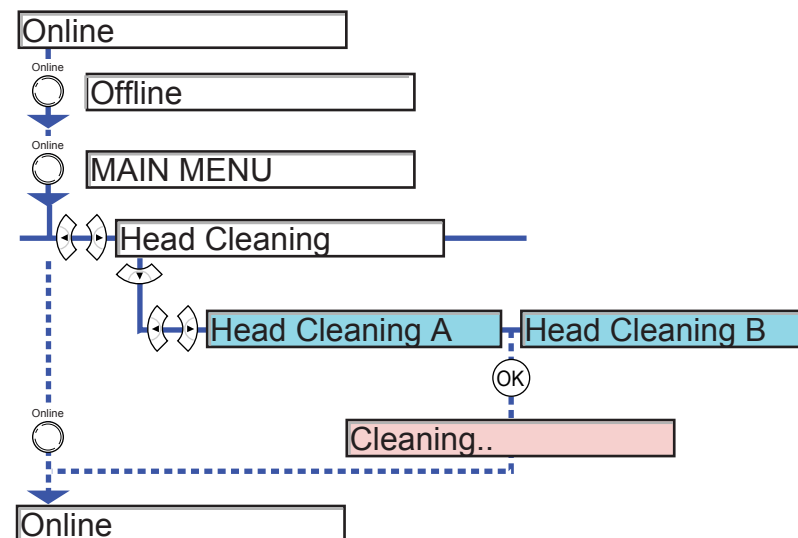 Online
Online
Offline
Online
MAIN MENU
Head Cleaning
Head Cleaning A
Head Cleaning B
OK
Cleaning..
Online
Online